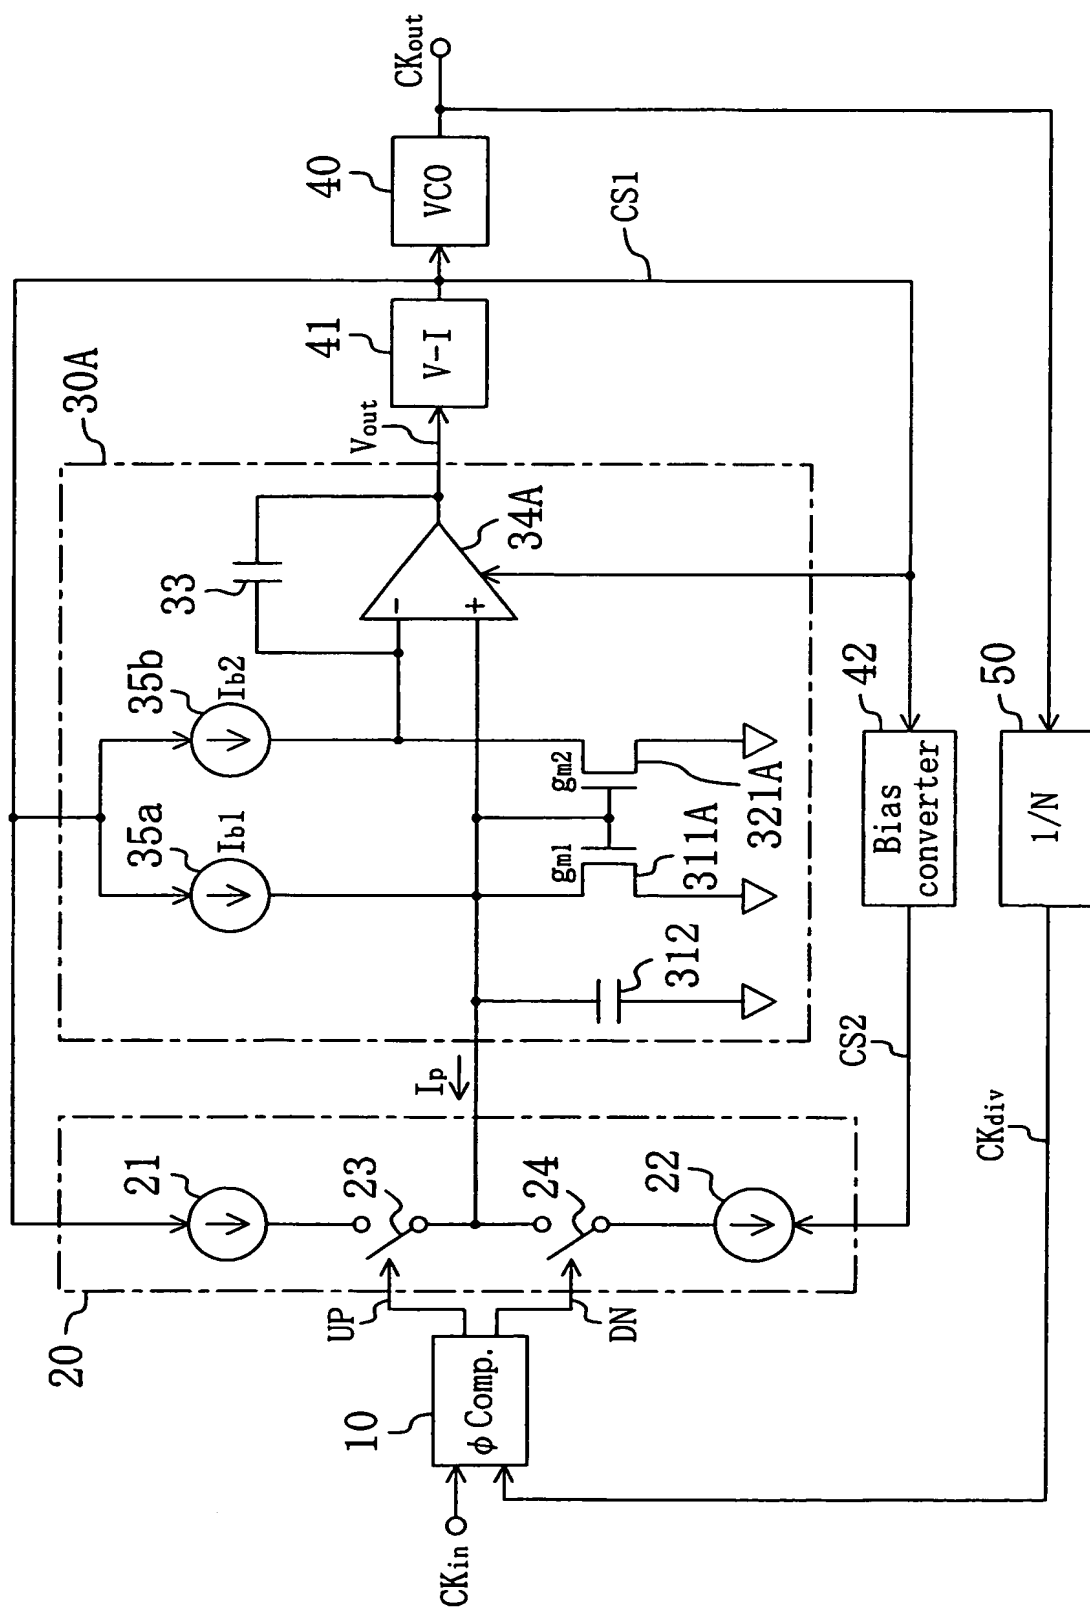 20
21
UP
23
24
DN
22
10
ϕ Comp.
CKin
Ip
30A
35a
Ib1
35b
Ib2
33
gm1
gm2
311A
321A
312
−
+
34A
Vout
41
V-I
40
VCO
CKout
CS1
42
Bias
converter
CS2
50
1/N
CKdiv